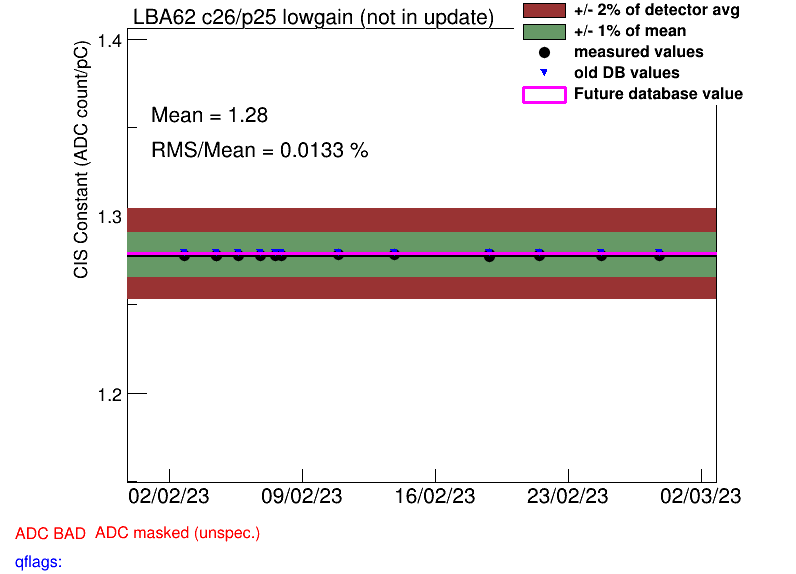 LBA62 c26/p25 lowgain (not in update)
+/- 2% of detector avg
+/- 1% of mean
measured values
old DB values
Future database value
CIS Constant (ADC count/pC)
1.4
Mean = 1.28
RMS/Mean = 0.0133 %
1.3
1.2
02/02/23 09/02/23 16/02/23 23/02/23 02/03/23
ADC BAD ADC masked (unspec.)
qflags: